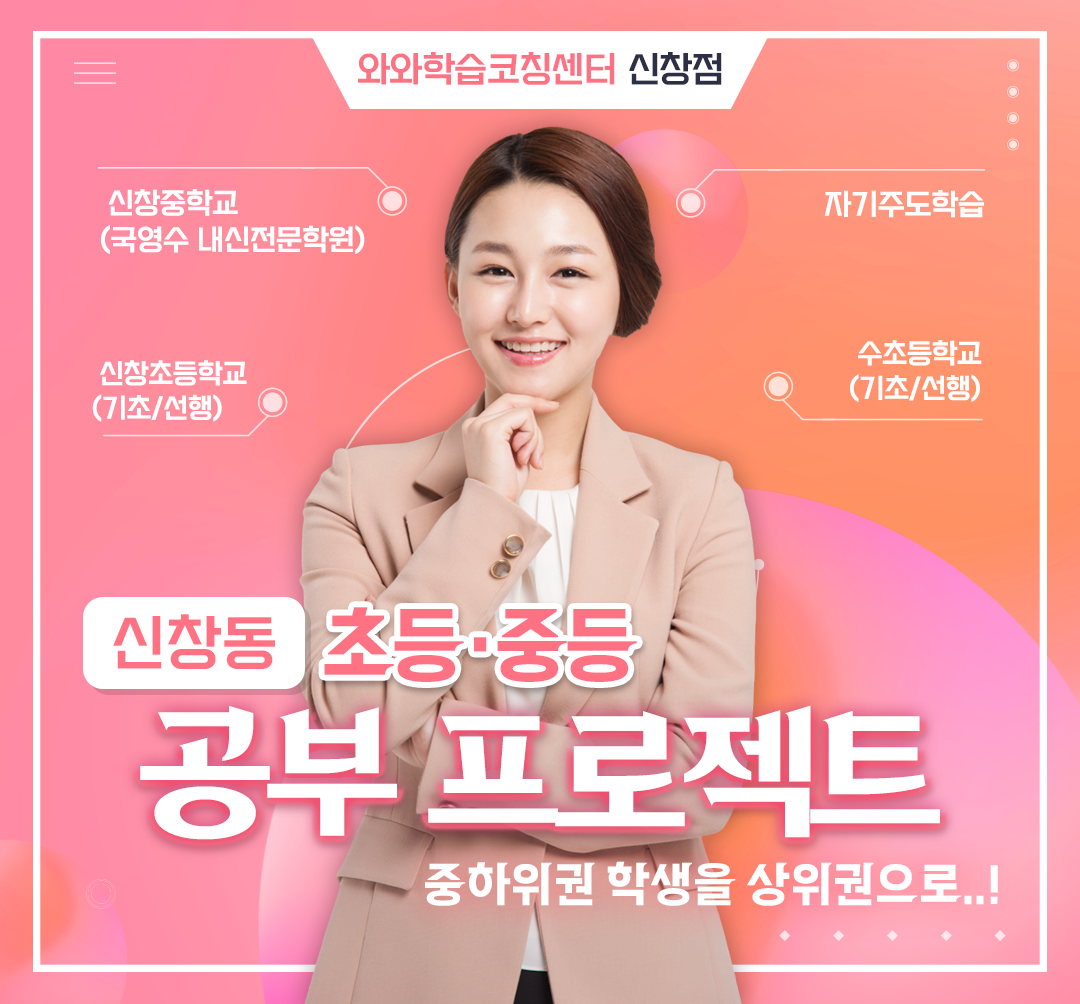 와와학습코칭센터 신창점
신창중학교
(국영수 내신전문학원)
자기주도학습
신창초등학교
(기초/선행)
수초등학교
(기초/선행)
신창동 초등·중등
공부 프로젝트
중하위권 학생을 상위권으로..!